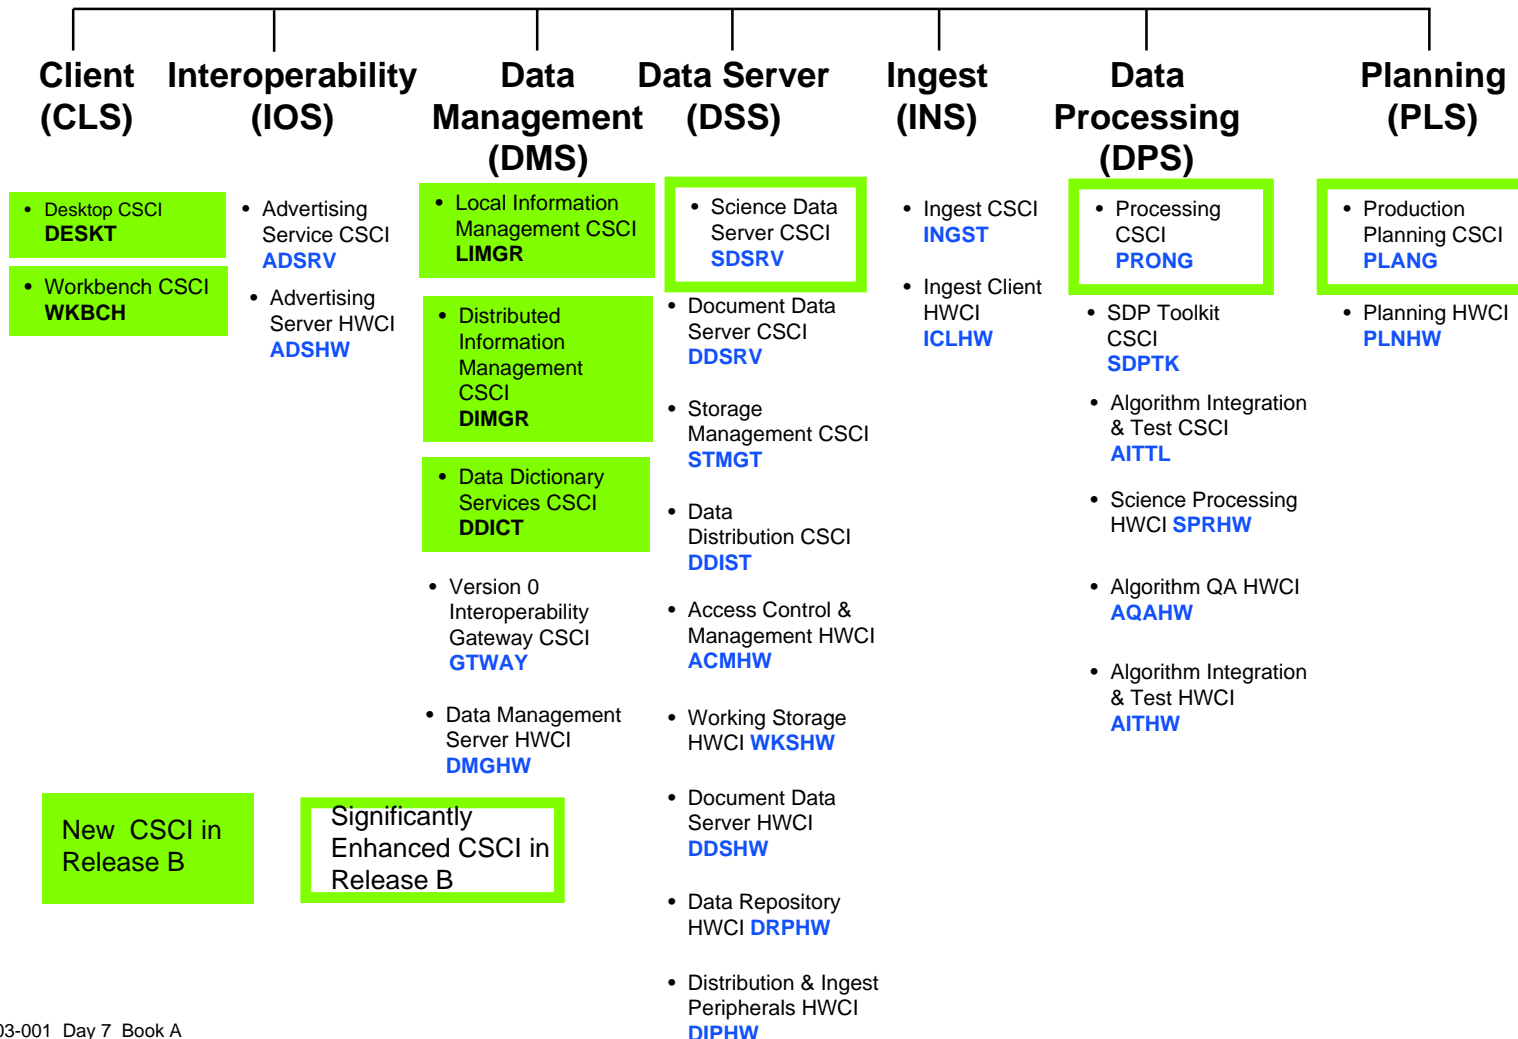 Client
(CLS)
Interoperability
(IOS)
Data
Management
(DMS)
Data Server
(DSS)
Ingest
(INS)
Data
Processing
(DPS)
Planning
(PLS)
• Desktop CSCI
DESKT
• Workbench CSCI
WKBCH
• Advertising
Service CSCI
ADSRV
• Advertising
Server HWCI
ADSHW
• Local Information
Management CSCI
LIMGR
• Distributed
Information
Management
CSCI
DIMGR
• Data Dictionary
Services CSCI
DDICT
• Version 0
Interoperability
Gateway CSCI
GTWAY
• Data Management
Server HWCI
DMGHW
• Science Data
Server CSCI
SDSRV
• Document Data
Server CSCI
DDSRV
• Storage
Management CSCI
STMGT
• Data
Distribution CSCI
DDIST
• Access Control &
Management HWCI
ACMHW
• Working Storage
HWCI WKSHW
• Document Data
Server HWCI
DDSHW
• Data Repository
HWCI DRPHW
• Distribution & Ingest
Peripherals HWCI
DIPHW
• Ingest CSCI
INGST
• Ingest Client
HWCI
ICLHW
• Processing
CSCI
PRONG
• SDP Toolkit
CSCI
SDPTK
• Algorithm Integration
& Test CSCI
AITTL
• Science Processing
HWCI SPRHW
• Algorithm QA HWCI
AQAHW
• Algorithm Integration
& Test HWCI
AITHW
• Production
Planning CSCI
PLANG
• Planning HWCI
PLNHW
New CSCI in
Release B
Significantly
Enhanced CSCI in
Release B
03-001 Day 7 Book A